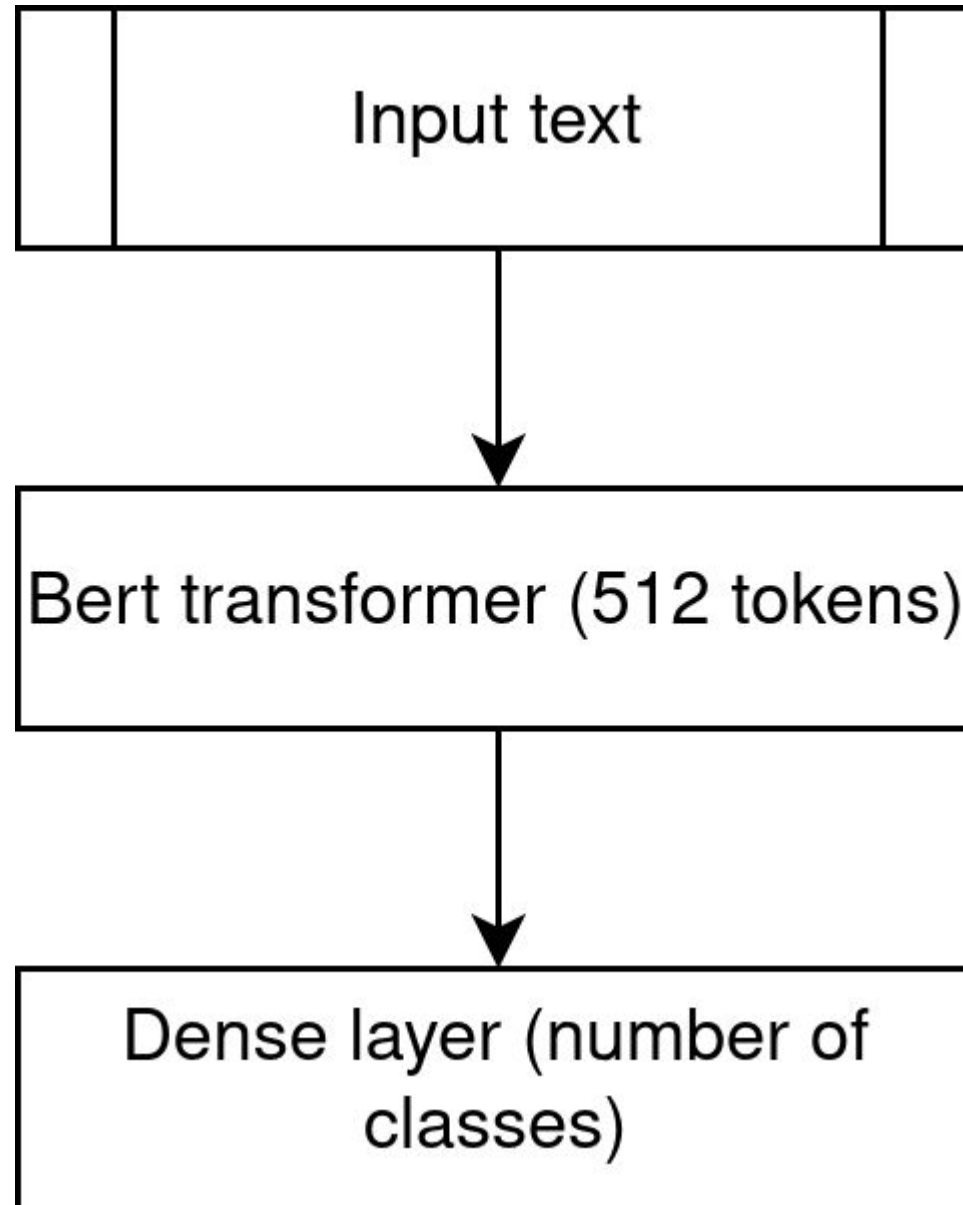 Input text
Bert transformer (512 tokens)
Dense layer (number of
classes)